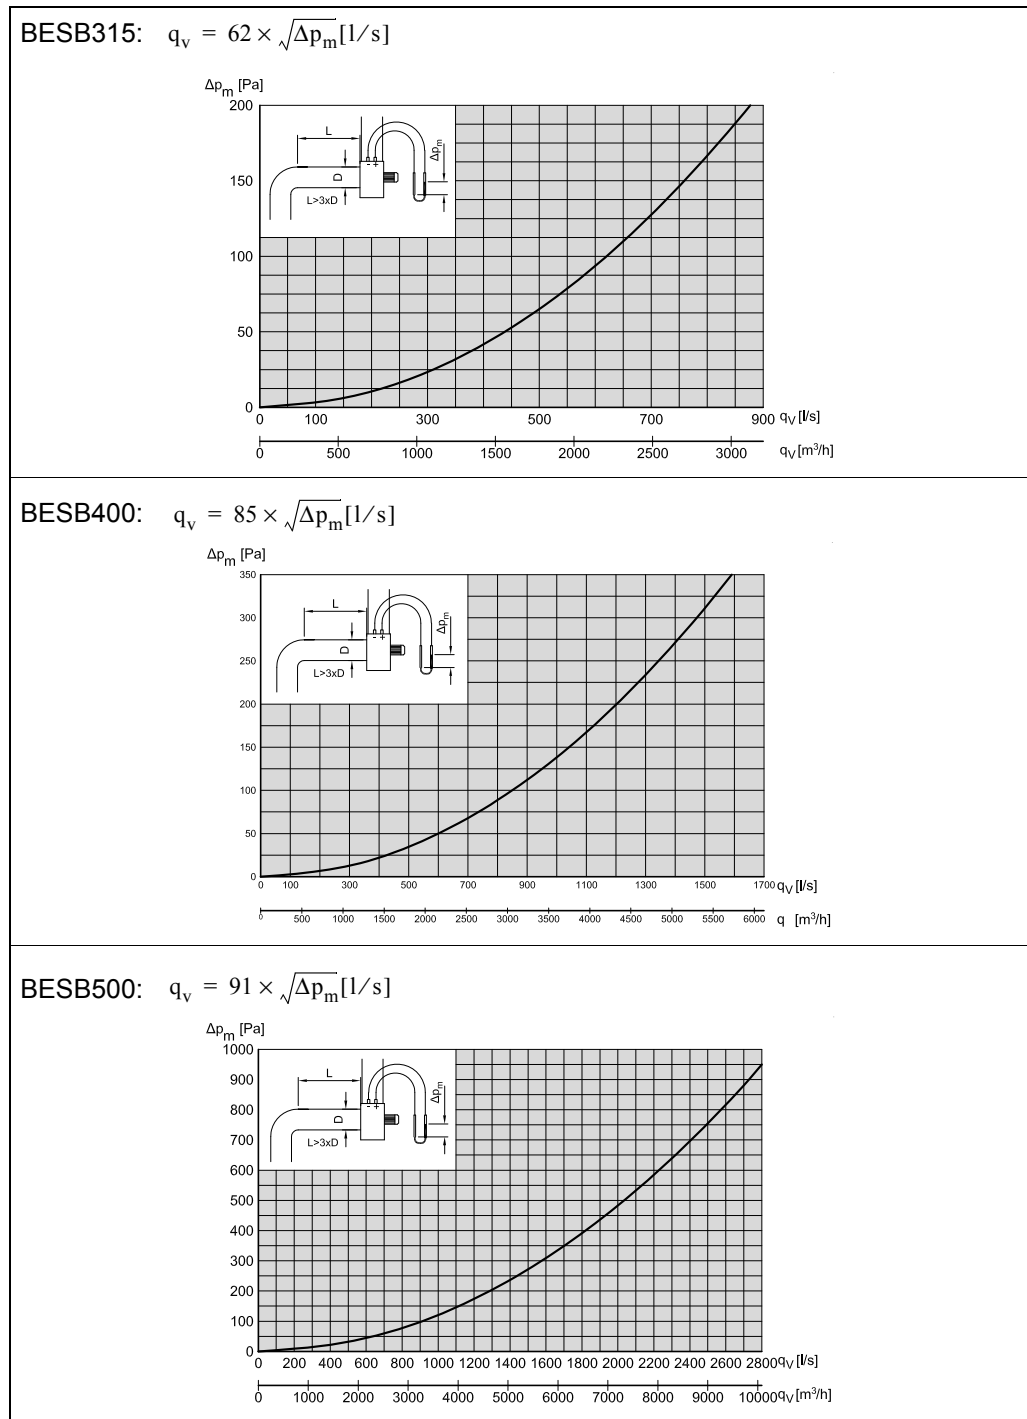 BESB315: q_v = 62 × √Δp_m [l/s]
Δp_m [Pa]
200
150
100
50
0
L
D
L>3xD
- +
Δp_m
0 100 300 500 700 900 q_V [l/s]
0 500 1000 1500 2000 2500 3000 q_V [m³/h]
BESB400: q_v = 85 × √Δp_m [l/s]
Δp_m [Pa]
350
300
250
200
150
100
50
0
L
D
L>3xD
- +
Δp_m
0 100 300 500 700 900 1100 1300 1500 1700 q_V [l/s]
0 500 1000 1500 2000 2500 3000 3500 4000 4500 5000 5500 6000 q [m³/h]
BESB500: q_v = 91 × √Δp_m [l/s]
Δp_m [Pa]
1000
900
800
700
600
500
400
300
200
100
0
L
D
L>3xD
- +
Δp_m
0 200 400 600 800 1000 1200 1400 1600 1800 2000 2200 2400 2600 2800 q_V [l/s]
0 1000 2000 3000 4000 5000 6000 7000 8000 9000 10000 q_V [m³/h]